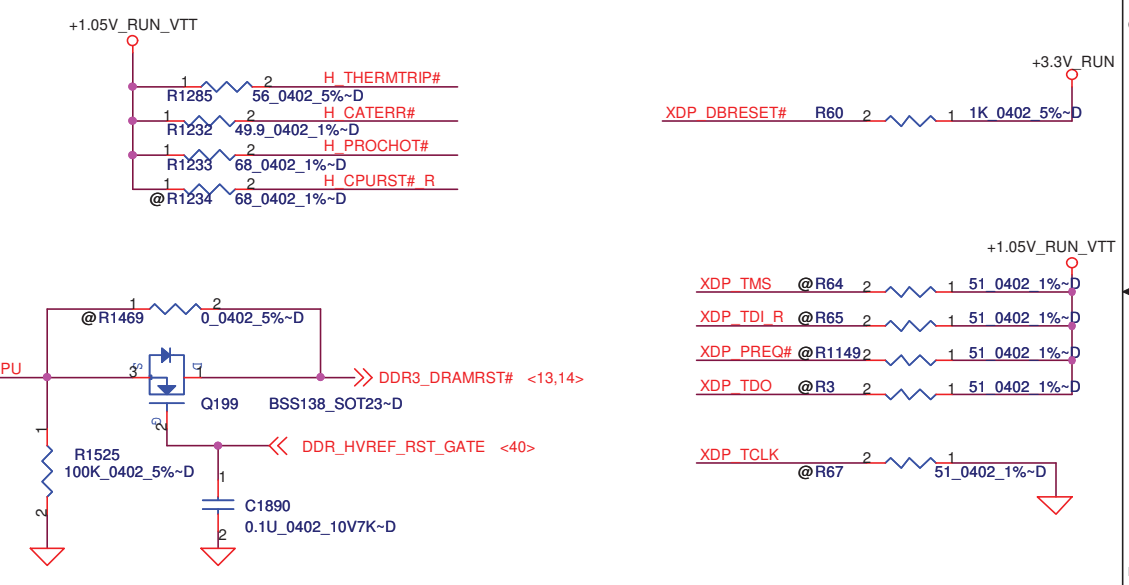 +1.05V_RUN_VTT
1 2 H_THERMTRIP#
R1285 56_0402_5%~D
1 2 H_CATERR#
R1232 49.9_0402_1%~D
1 2 H_PROCHOT#
R1233 68_0402_1%~D
1 2 H_CPURST#_R
@R1234 68_0402_1%~D
+3.3V_RUN
XDP_DBRESET# R60 2 1 1K_0402_5%~D
+1.05V_RUN_VTT
XDP_TMS @R64 2 1 51_0402_1%~D
XDP_TDI_R @R65 2 1 51_0402_1%~D
XDP_PREQ# @R1149 2 1 51_0402_1%~D
XDP_TDO @R3 2 1 51_0402_1%~D
XDP_TCLK 2 1
@R67 51_0402_1%~D
1 2
@R1469 0_0402_5%~D
PU 3 S D 1 DDR3_DRAMRST# <13,14>
Q199 BSS138_SOT23~D
G 2
DDR_HVREF_RST_GATE <40>
1
R1525
100K_0402_5%~D
2
1
C1890
0.1U_0402_10V7K~D
2